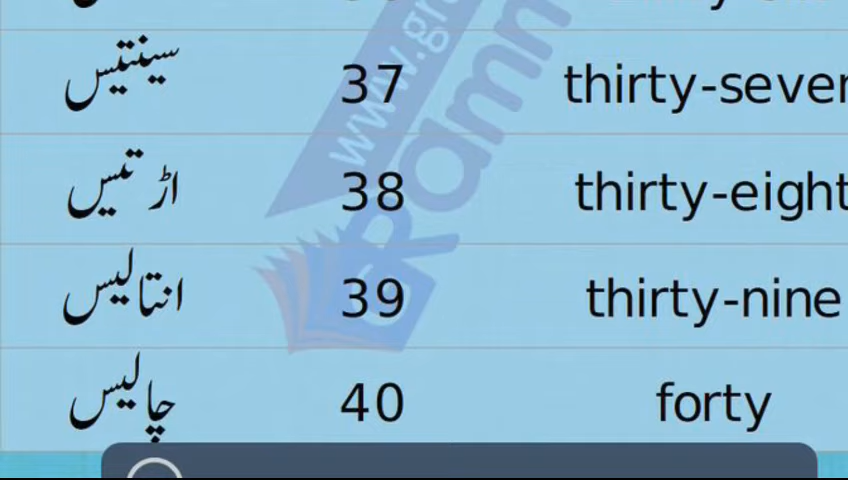 سینتیس 37 thirty-seven
اڑتیس 38 thirty-eight
انتالیس 39 thirty-nine
چالیس 40 forty